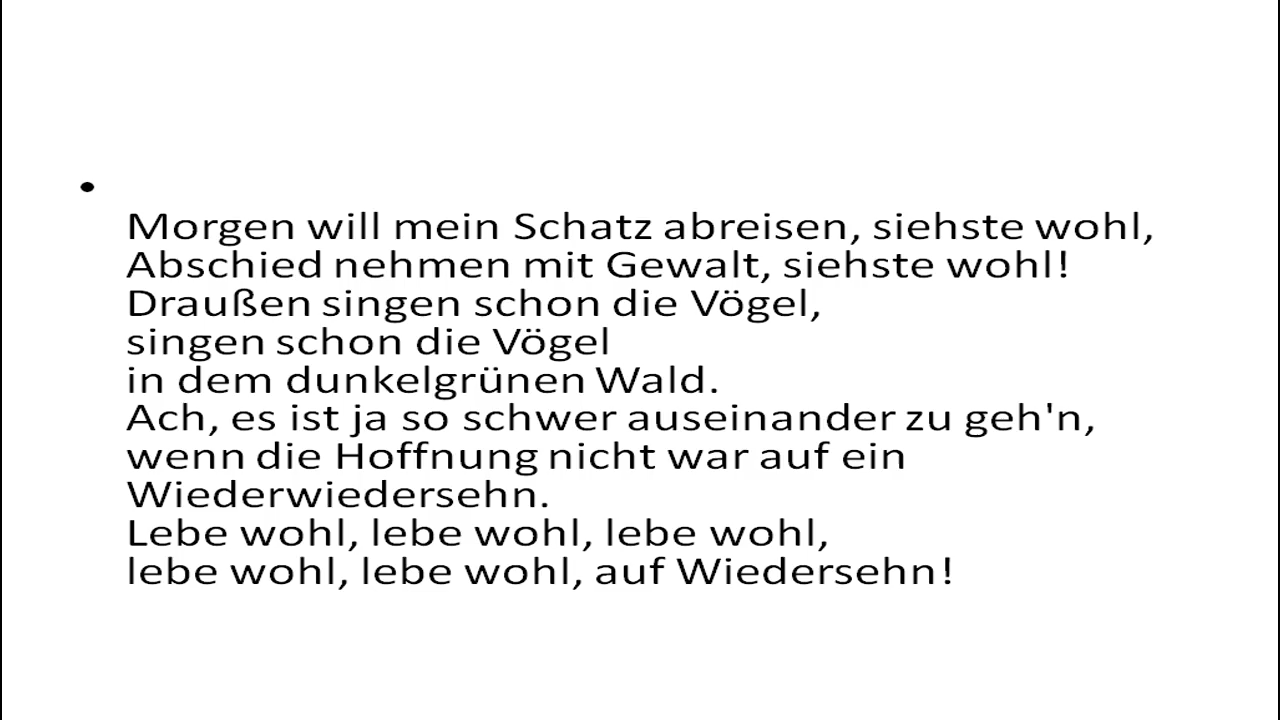 Morgen will mein Schatz abreisen, siehste wohl,
Abschied nehmen mit Gewalt, siehste wohl!
Draußen singen schon die Vögel,
singen schon die Vögel
in dem dunkelgrünen Wald.
Ach, es ist ja so schwer auseinander zu geh'n,
wenn die Hoffnung nicht war auf ein
Wiederwiedersehn.
Lebe wohl, lebe wohl, lebe wohl,
lebe wohl, lebe wohl, auf Wiedersehn!